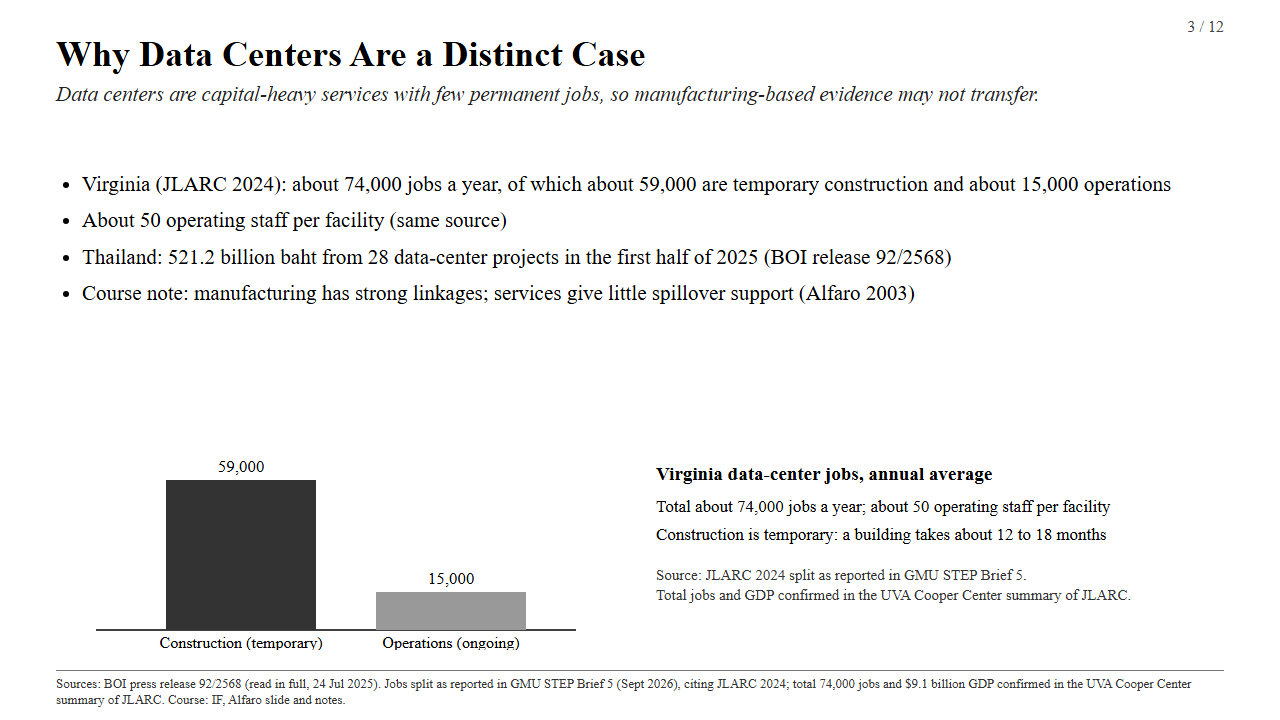 3 / 12
Why Data Centers Are a Distinct Case
Data centers are capital-heavy services with few permanent jobs, so manufacturing-based evidence may not transfer.
• Virginia (JLARC 2024): about 74,000 jobs a year, of which about 59,000 are temporary construction and about 15,000 operations
• About 50 operating staff per facility (same source)
• Thailand: 521.2 billion baht from 28 data-center projects in the first half of 2025 (BOI release 92/2568)
• Course note: manufacturing has strong linkages; services give little spillover support (Alfaro 2003)
59,000
15,000
Construction (temporary)
Operations (ongoing)
Virginia data-center jobs, annual average
Total about 74,000 jobs a year; about 50 operating staff per facility
Construction is temporary: a building takes about 12 to 18 months
Source: JLARC 2024 split as reported in GMU STEP Brief 5.
Total jobs and GDP confirmed in the UVA Cooper Center summary of JLARC.
Sources: BOI press release 92/2568 (read in full, 24 Jul 2025). Jobs split as reported in GMU STEP Brief 5 (Sept 2026), citing JLARC 2024; total 74,000 jobs and $9.1 billion GDP confirmed in the UVA Cooper Center
summary of JLARC. Course: IF, Alfaro slide and notes.